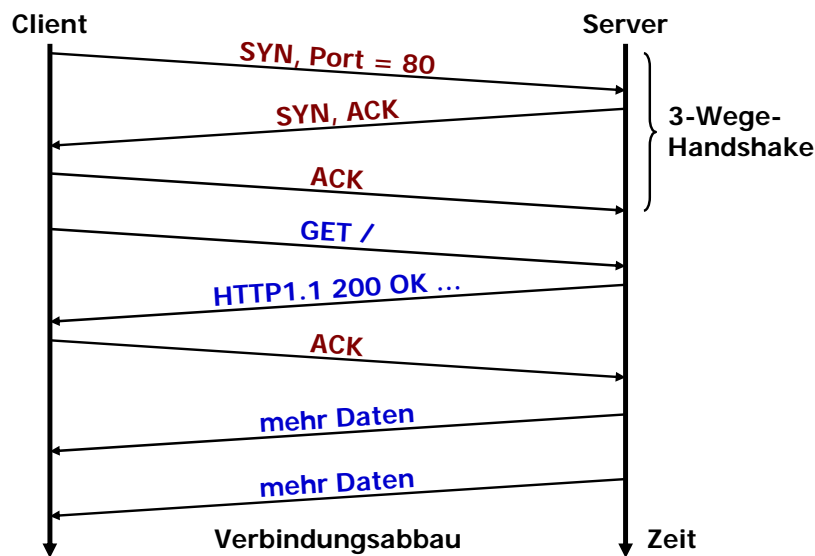 Client
Server
SYN, Port = 80
SYN, ACK
3-Wege-
Handshake
ACK
GET /
HTTP1.1 200 OK ...
ACK
mehr Daten
mehr Daten
Verbindungsabbau
Zeit